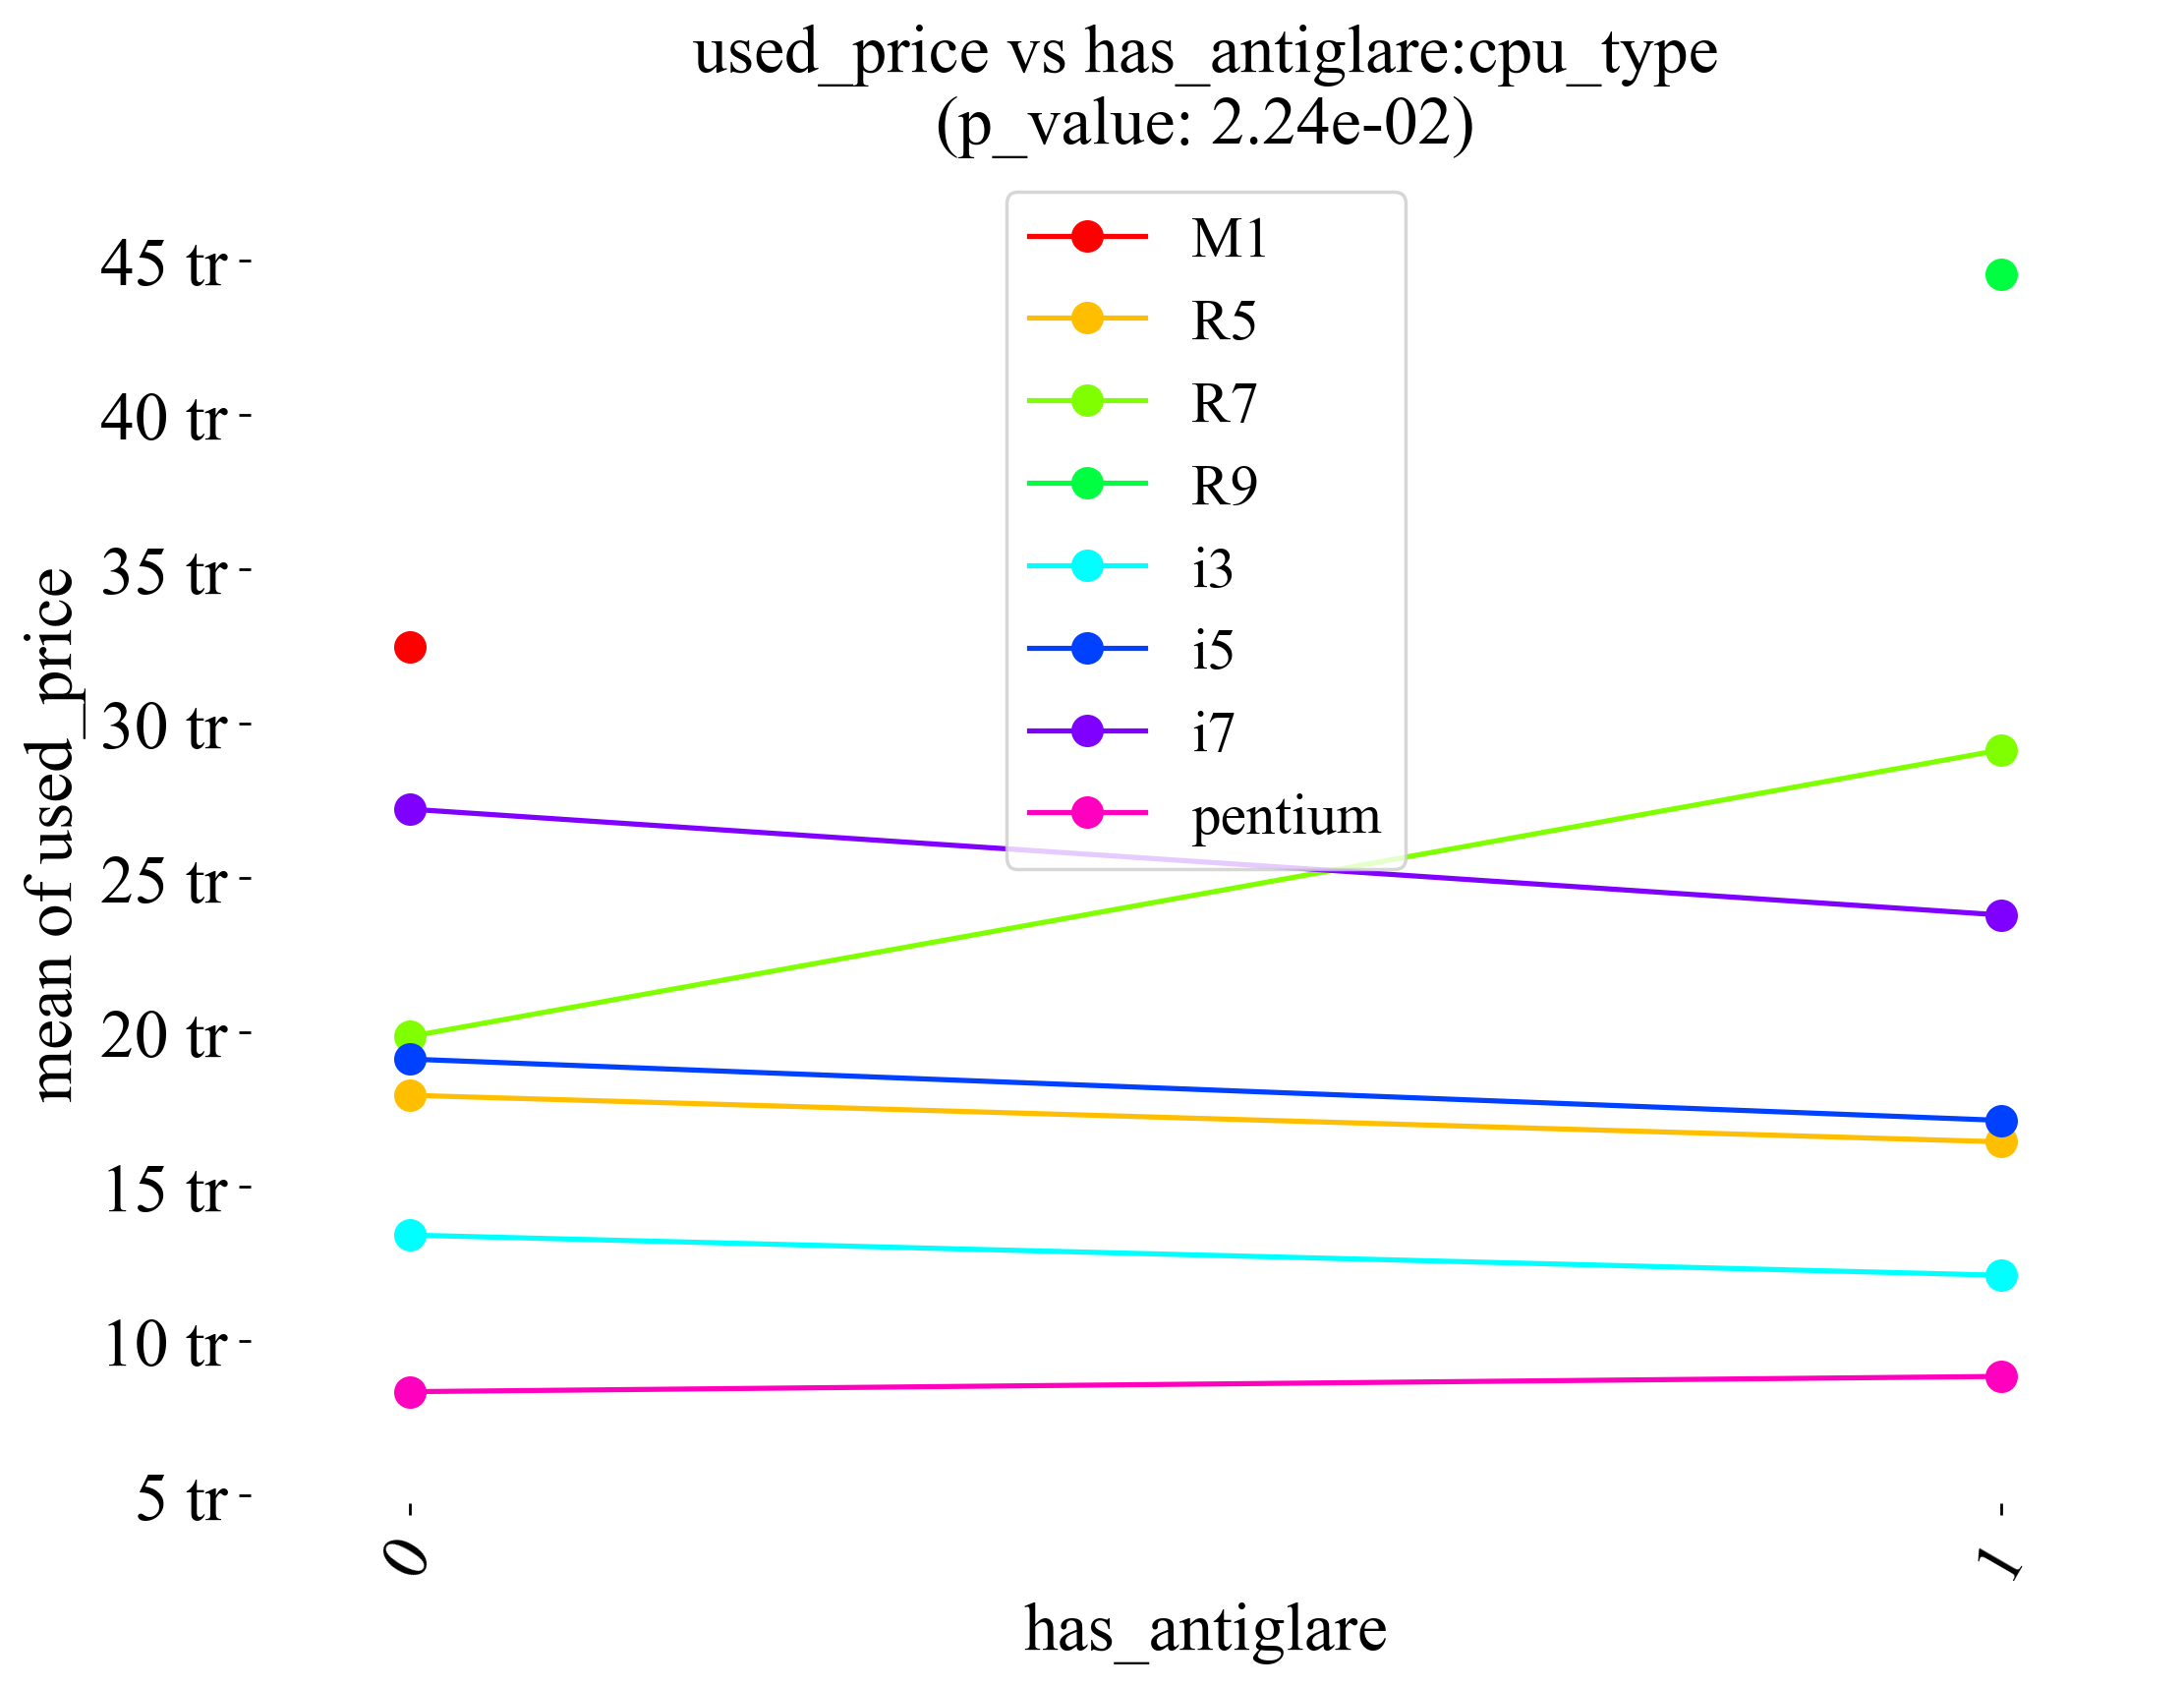 used_price vs has_antiglare:cpu_type
(p_value: 2.24e-02)
M1
R5
R7
R9
i3
i5
i7
pentium
mean of used_price
45 tr
40 tr
35 tr
30 tr
25 tr
20 tr
15 tr
10 tr
5 tr
0
1
has_antiglare